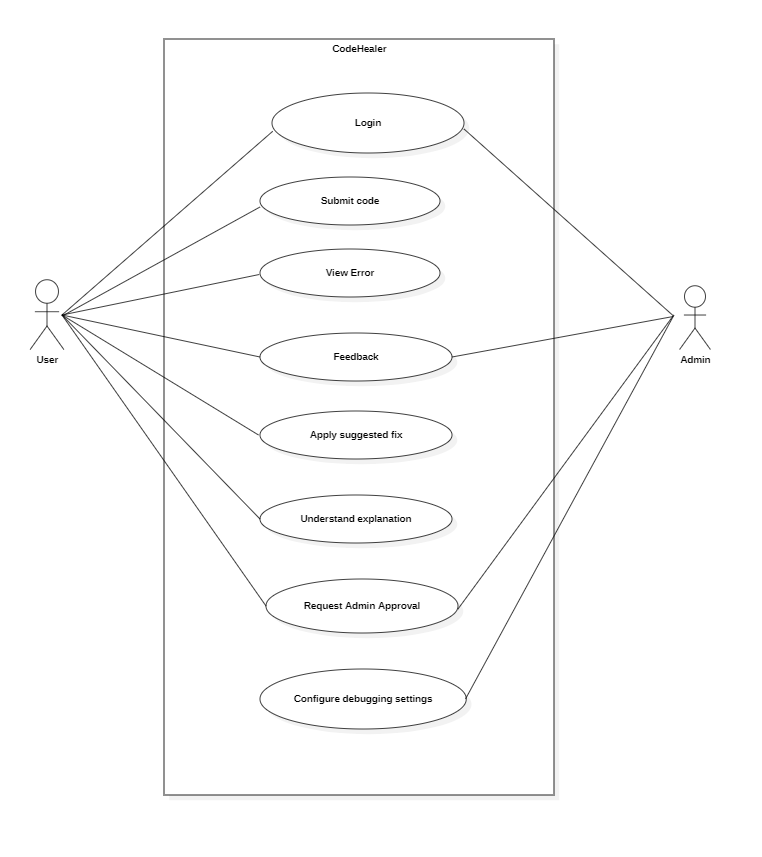 CodeHealer
Login
Submit code
View Error
User
Feedback
Admin
Apply suggested fix
Understand explanation
Request Admin Approval
Configure debugging settings